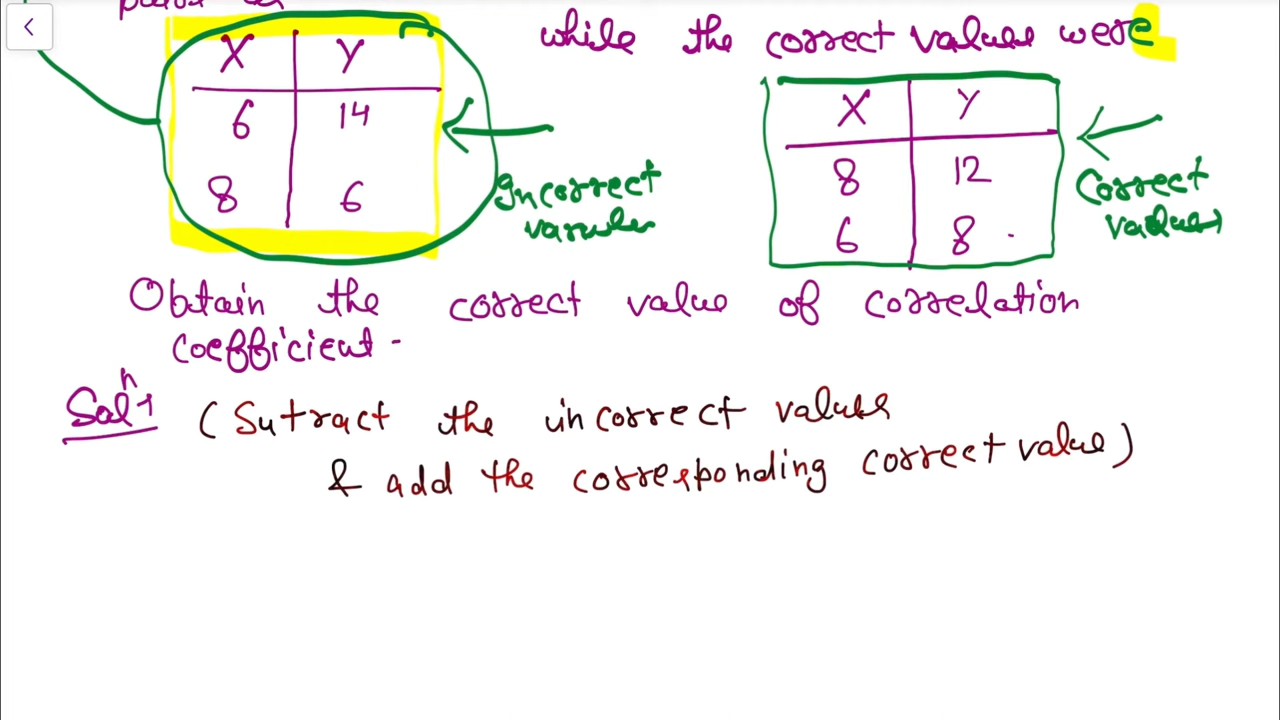 while the correct values were
X Y
6 14
8 6
Incorrect
X Y
8 12
6 8
Correct
values
Obtain the correct value of correlation
coefficient -
Solⁿ
(Sutract the incorrect values
& add the corresponding correct value)